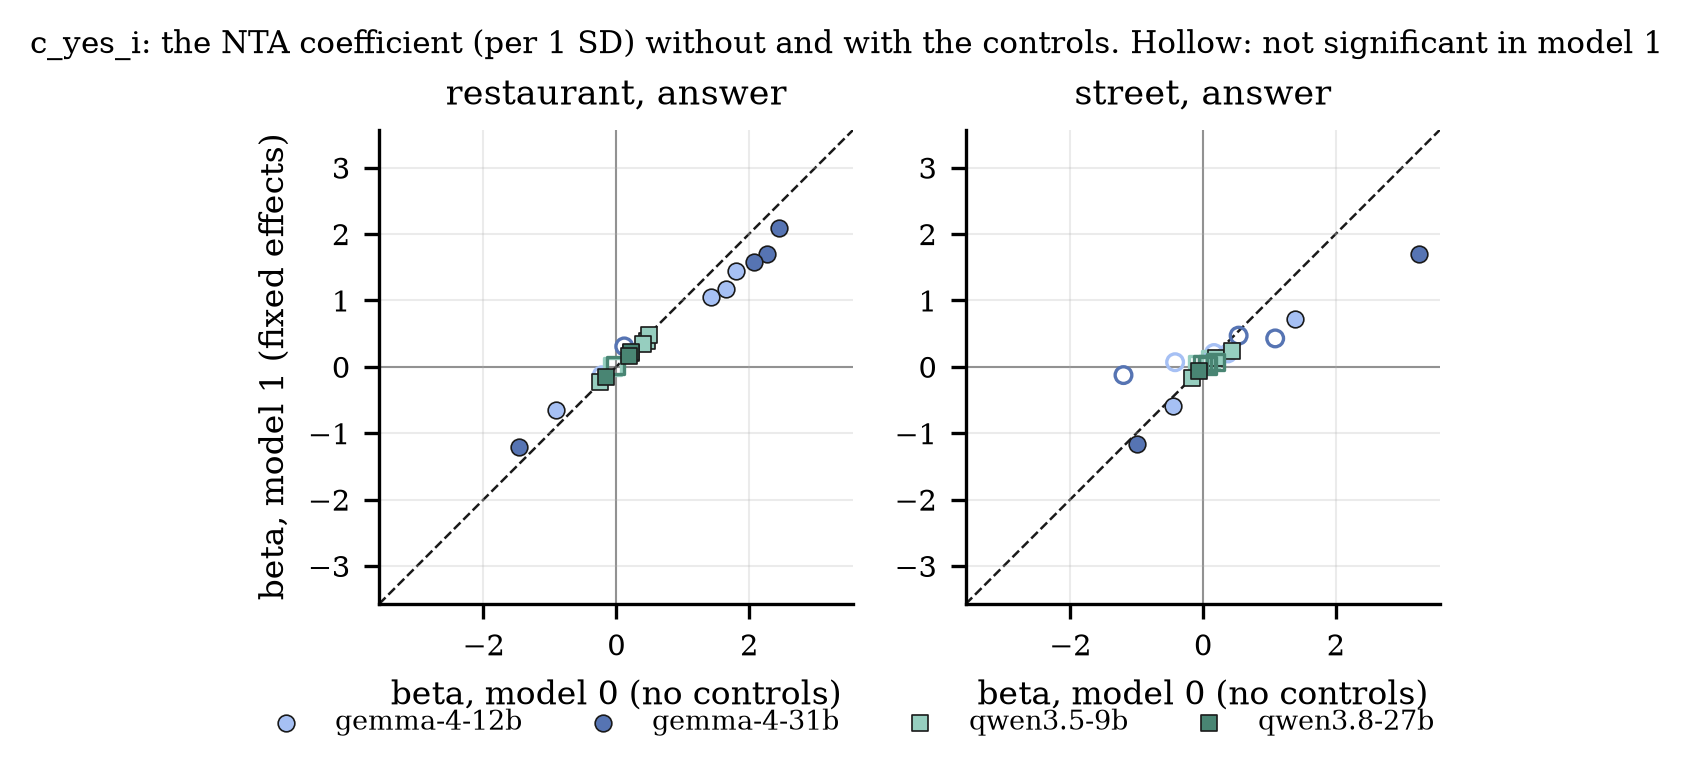 c_yes_i: the NTA coefficient (per 1 SD) without and with the controls. Hollow: not significant in model 1
restaurant, answer
street, answer
beta, model 1 (fixed effects)
3
2
1
0
−1
−2
−3
−2
0
2
beta, model 0 (no controls)
3
2
1
0
−1
−2
−3
−2
0
2
beta, model 0 (no controls)
gemma-4-12b
gemma-4-31b
qwen3.5-9b
qwen3.8-27b